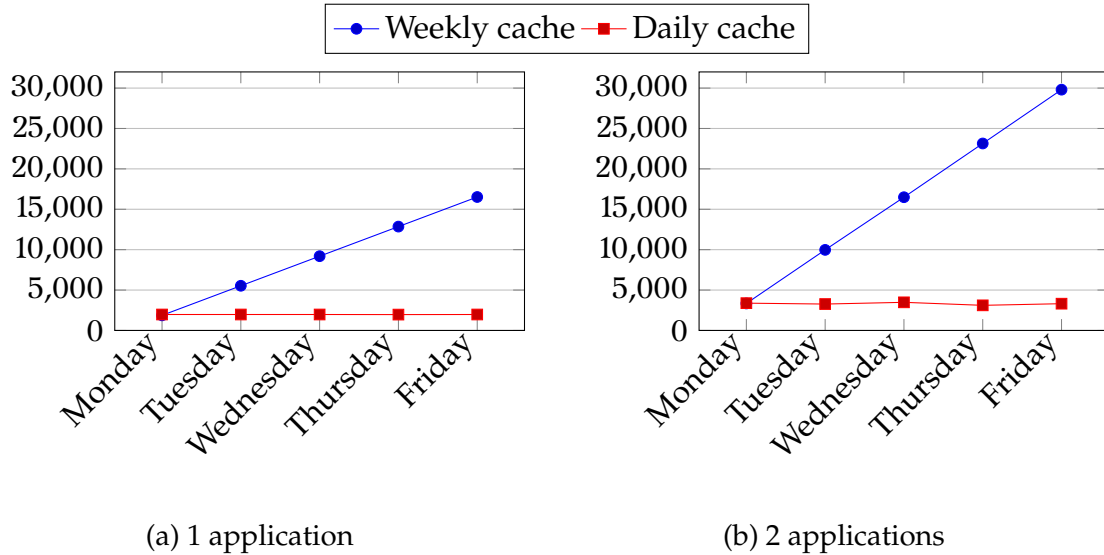 Weekly cache Daily cache
30,000
25,000
20,000
15,000
10,000
5,000
0
Monday
Tuesday
Wednesday
Thursday
Friday
(a) 1 application
30,000
25,000
20,000
15,000
10,000
5,000
0
Monday
Tuesday
Wednesday
Thursday
Friday
(b) 2 applications